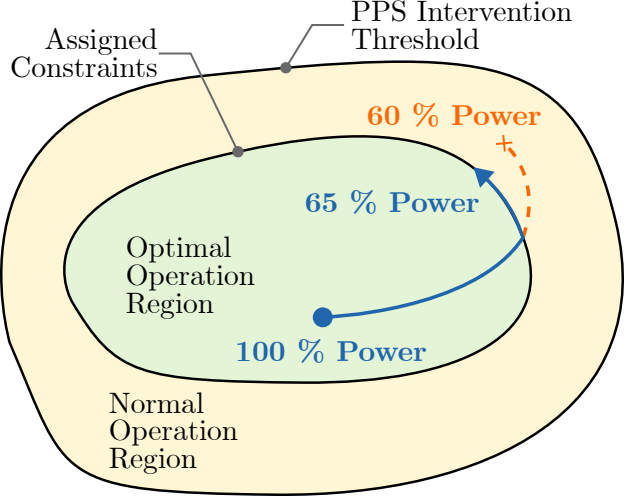 PPS Intervention
Threshold
Assigned
Constraints
60 % Power
65 % Power
Optimal
Operation
Region
100 % Power
Normal
Operation
Region